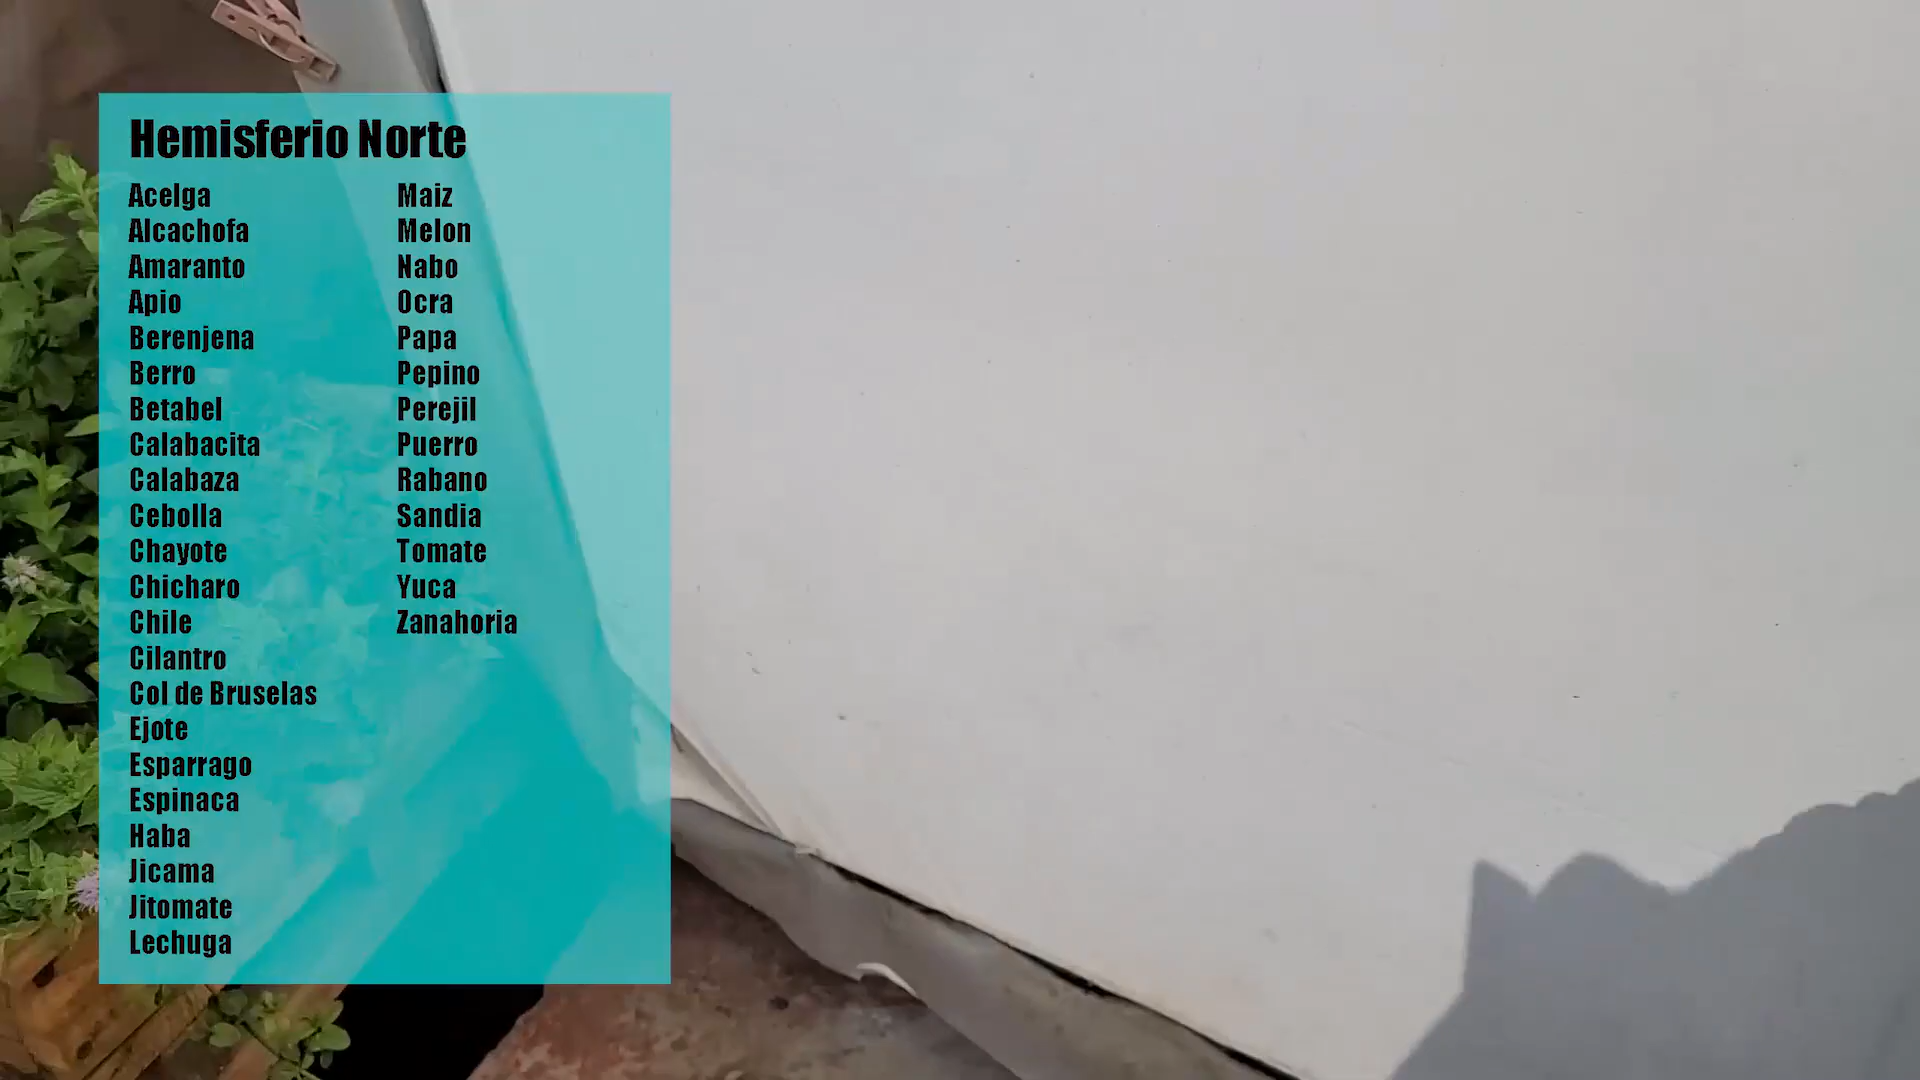 Hemisferio Norte
Acelga
Alcachofa
Amaranto
Apio
Berenjena
Berro
Betabel
Calabacita
Calabaza
Cebolla
Chayote
Chicharo
Chile
Cilantro
Col de Bruselas
Ejote
Esparrago
Espinaca
Haba
Jicama
Jitomate
Lechuga
Maiz
Melon
Nabo
Ocra
Papa
Pepino
Perejil
Puerro
Rabano
Sandia
Tomate
Yuca
Zanahoria